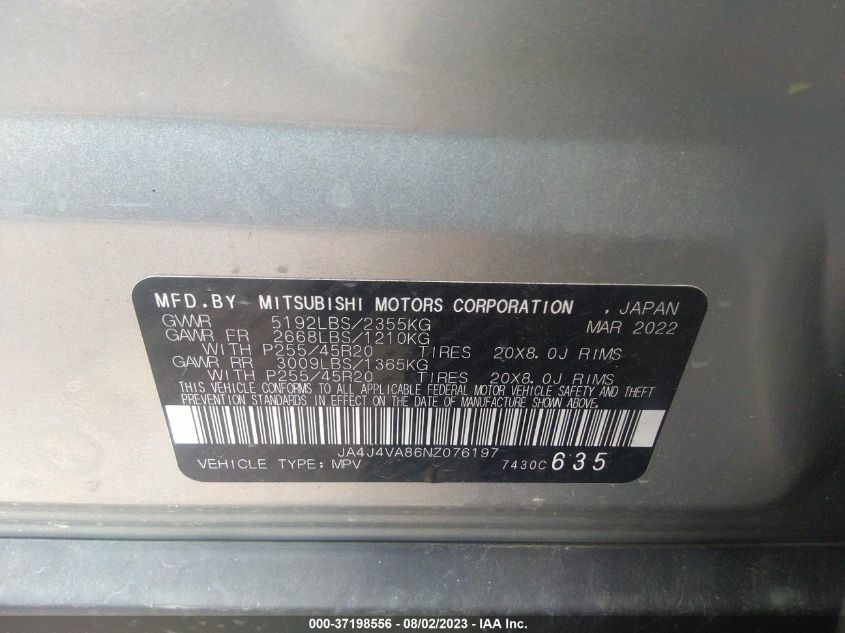 MFD.BY MITSUBISHI MOTORS CORPORATION , JAPAN
GVWR 5192LBS/2355KG MAR 2022
GAWR FR 2668LBS/1210KG
WITH P255/45R20 TIRES 20X8.0J RIMS
GAWR RR 3009LBS/1365KG
WITH P255/45R20 TIRES 20X8.0J RIMS
THIS VEHICLE CONFORMS TO ALL APPLICABLE FEDERAL MOTOR VEHICLE SAFETY AND THEFT
PREVENTION STANDARDS IN EFFECT ON THE DATE OF MANUFACTURE SHOWN ABOVE.
JA4J4VA86NZ076197
VEHICLE TYPE: MPV 7430C 635
000-37198556 - 08/02/2023 - IAA Inc.